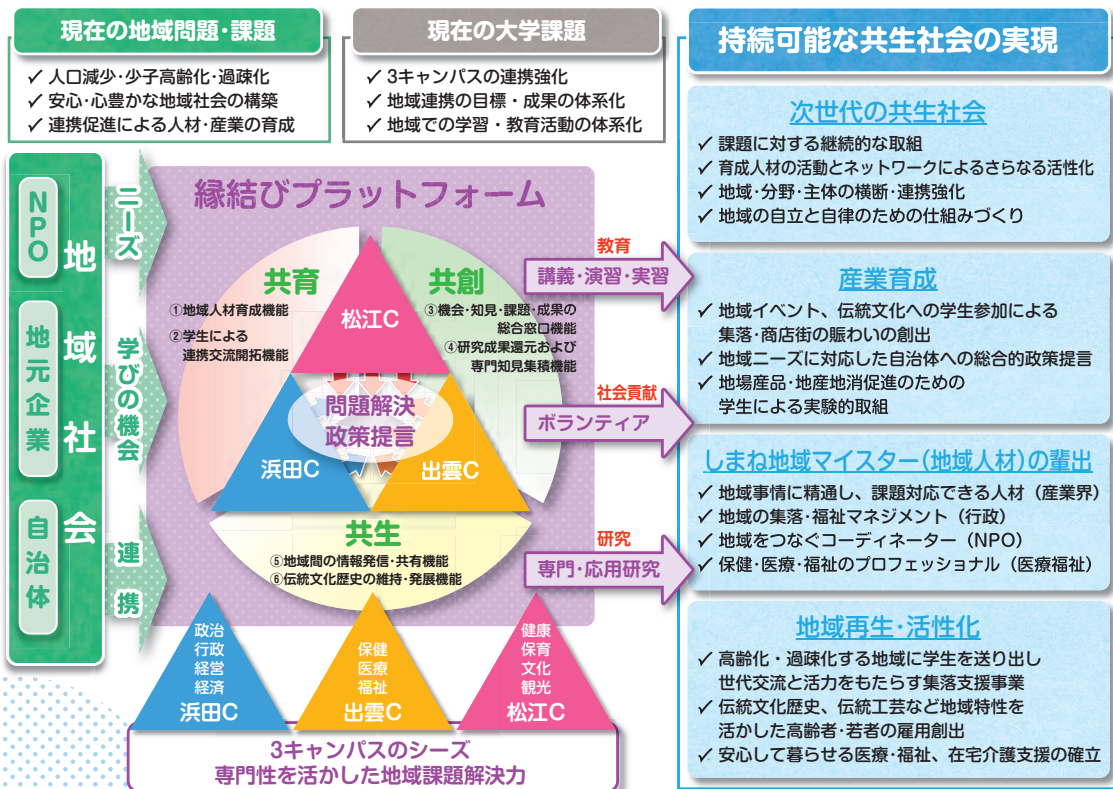 現在の地域問題・課題
✓ 人口減少・少子高齢化・過疎化
✓ 安心・心豊かな地域社会の構築
✓ 連携促進による人材・産業の育成
現在の大学課題
✓ 3キャンパスの連携強化
✓ 地域連携の目標・成果の体系化
✓ 地域での学習・教育活動の体系化
地域社会
NPO
地元企業
自治体
ニーズ
学びの機会
連携
縁結びプラットフォーム
共育
①地域人材育成機能
②学生による
連携交流開拓機能
共創
③機会・知見・課題・成果の
総合窓口機能
④研究成果還元および
専門知見集積機能
松江C
問題解決
政策提言
浜田C
出雲C
共生
⑤地域間の情報発信・共有機能
⑥伝統文化歴史の維持・発展機能
教育
講義・演習・実習
社会貢献
ボランティア
研究
専門・応用研究
政治
行政
経営
経済
浜田C
保健
医療
福祉
出雲C
健康
保育
文化
観光
松江C
3キャンパスのシーズ
専門性を活かした地域課題解決力
持続可能な共生社会の実現
次世代の共生社会
✓ 課題に対する継続的な取組
✓ 育成人材の活動とネットワークによるさらなる活性化
✓ 地域・分野・主体の横断・連携強化
✓ 地域の自立と自律のための仕組みづくり
産業育成
✓ 地域イベント、伝統文化への学生参加による
集落・商店街の賑わいの創出
✓ 地域ニーズに対応した自治体への総合的政策提言
✓ 地場産品・地産地消促進のための
学生による実験的取組
しまね地域マイスター(地域人材)の輩出
✓ 地域事情に精通し、課題対応できる人材（産業界）
✓ 地域の集落・福祉マネジメント（行政）
✓ 地域をつなぐコーディネーター（NPO）
✓ 保健・医療・福祉のプロフェッショナル（医療福祉）
地域再生・活性化
✓ 高齢化・過疎化する地域に学生を送り出し
世代交流と活力をもたらす集落支援事業
✓ 伝統文化歴史、伝統工芸など地域特性を
活かした高齢者・若者の雇用創出
✓ 安心して暮らせる医療・福祉、在宅介護支援の確立